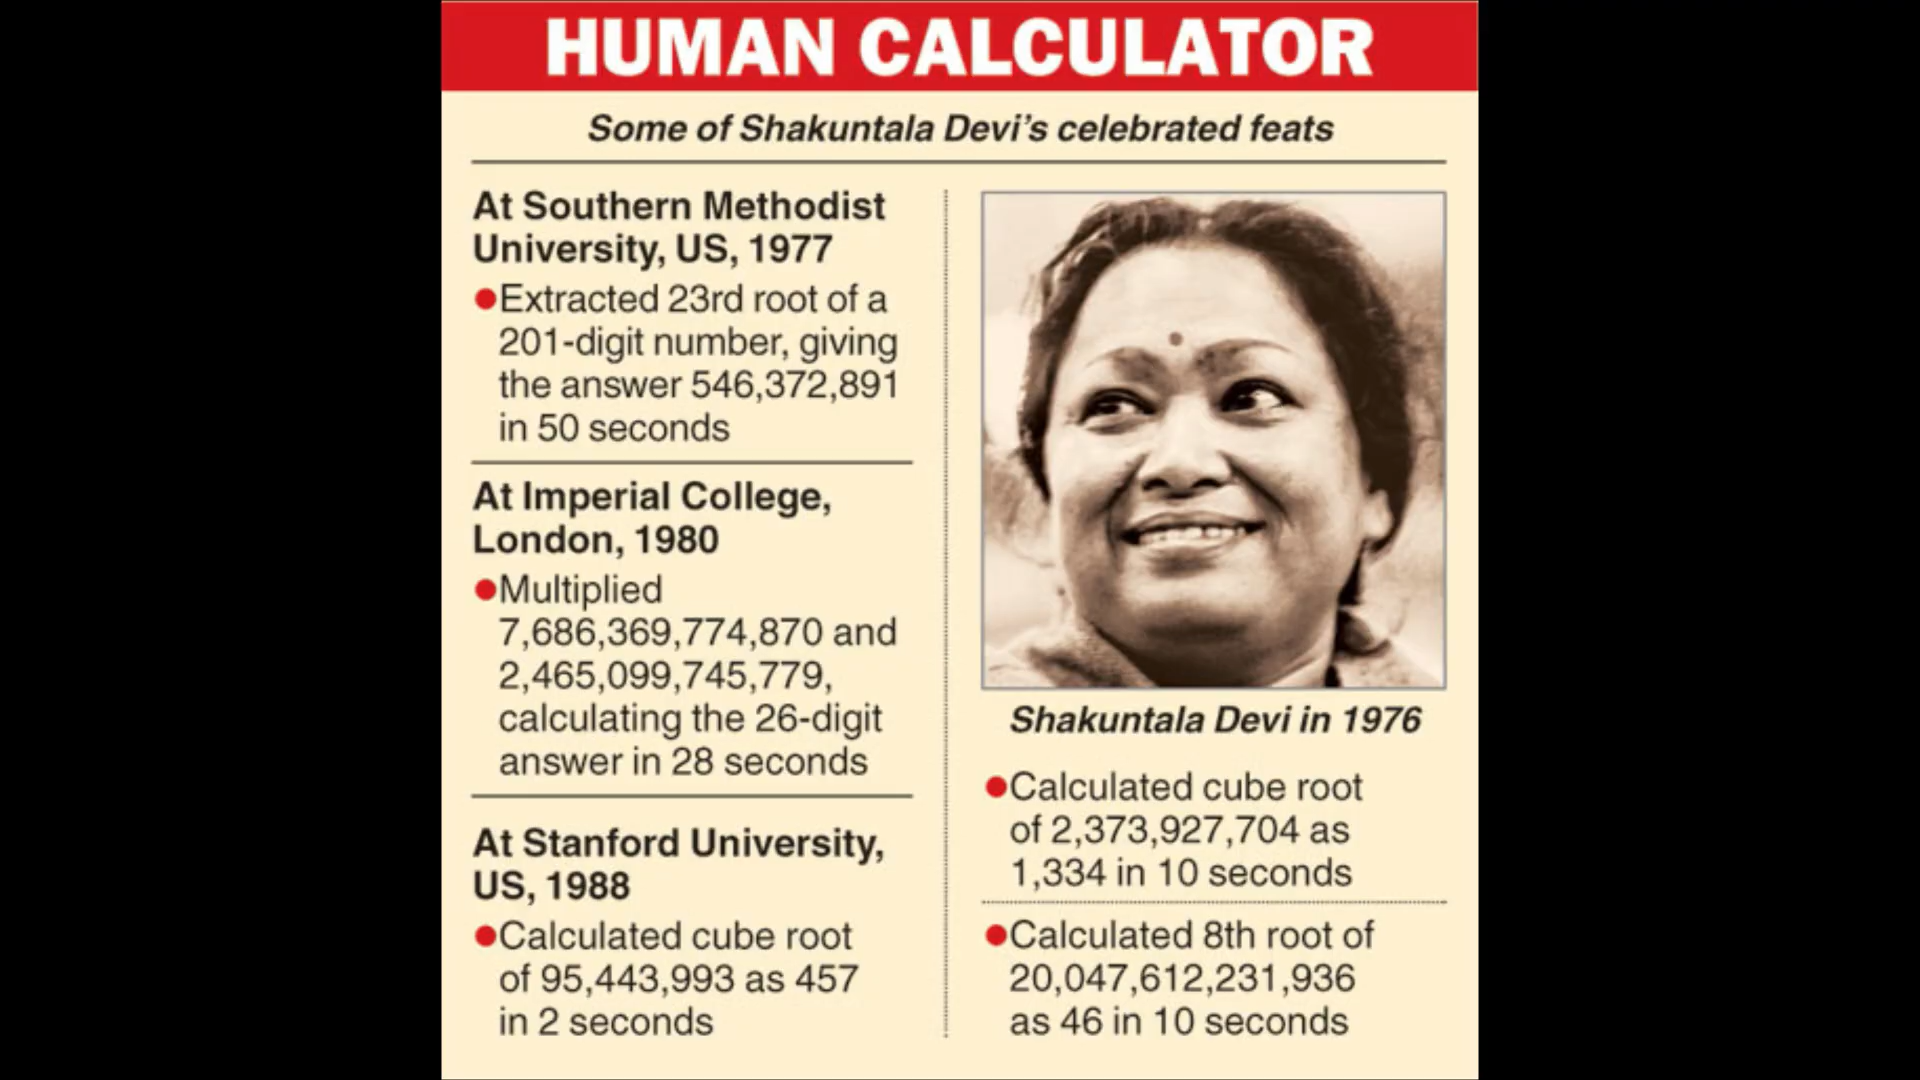 HUMAN CALCULATOR
Some of Shakuntala Devi's celebrated feats
At Southern Methodist
University, US, 1977
●Extracted 23rd root of a
201-digit number, giving
the answer 546,372,891
in 50 seconds
At Imperial College,
London, 1980
●Multiplied
7,686,369,774,870 and
2,465,099,745,779,
calculating the 26-digit
answer in 28 seconds
At Stanford University,
US, 1988
●Calculated cube root
of 95,443,993 as 457
in 2 seconds
Shakuntala Devi in 1976
●Calculated cube root
of 2,373,927,704 as
1,334 in 10 seconds
●Calculated 8th root of
20,047,612,231,936
as 46 in 10 seconds